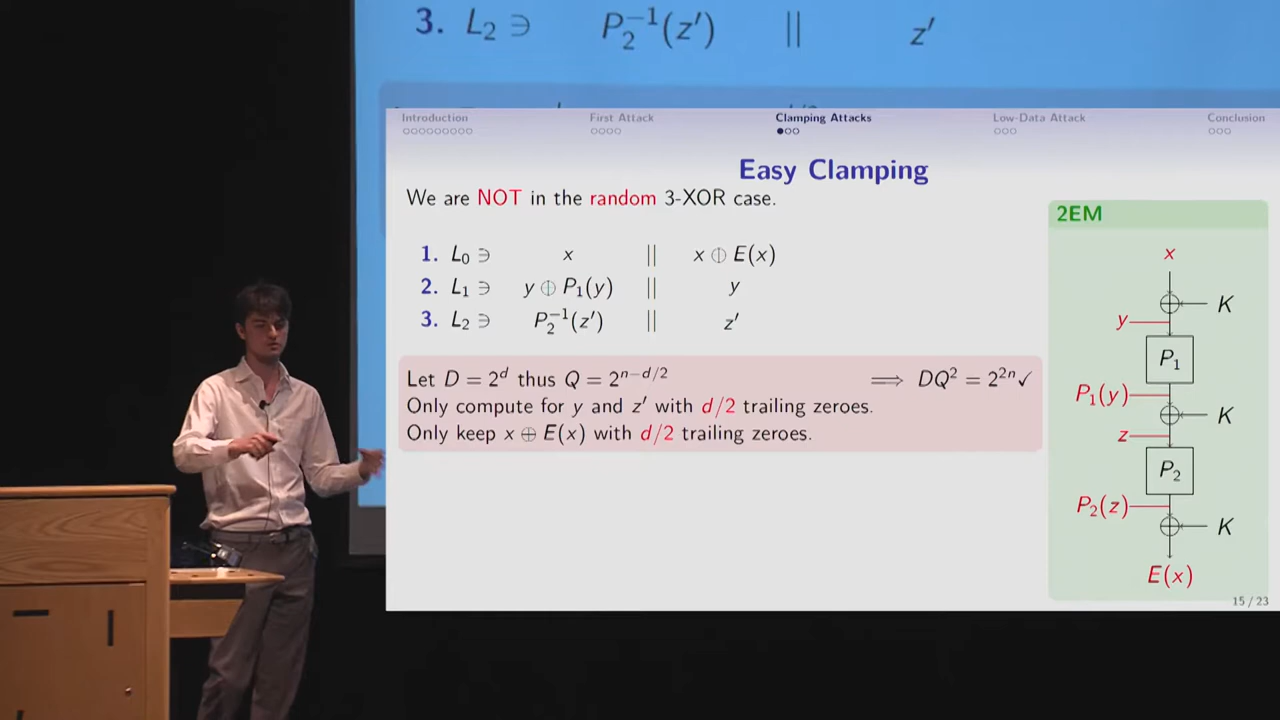 3. L₂ ∋ P₂⁻¹(z′) || z′
Introduction First Attack Clamping Attacks Low-Data Attack Conclusion
Easy Clamping
We are NOT in the random 3-XOR case.
1. L₀ ∋ x || x ⊕ E(x)
2. L₁ ∋ y ⊕ P₁(y) || y
3. L₂ ∋ P₂⁻¹(z′) || z′
Let D = 2ᵈ thus Q = 2ⁿ⁻ᵈ/² ⟹ DQ² = 2²ⁿ✓
Only compute for y and z′ with d/2 trailing zeroes.
Only keep x ⊕ E(x) with d/2 trailing zeroes.
2EM
x
K
y
P₁
P₁(y)
K
z
P₂
P₂(z)
K
E(x)
15 / 23